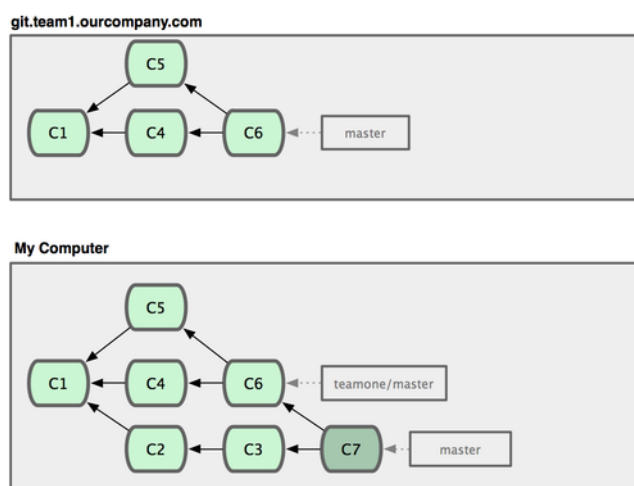 git.team1.ourcompany.com
C5
C1 C4 C6 master
My Computer
C5
C1 C4 C6 teamone/master
C2 C3 C7 master